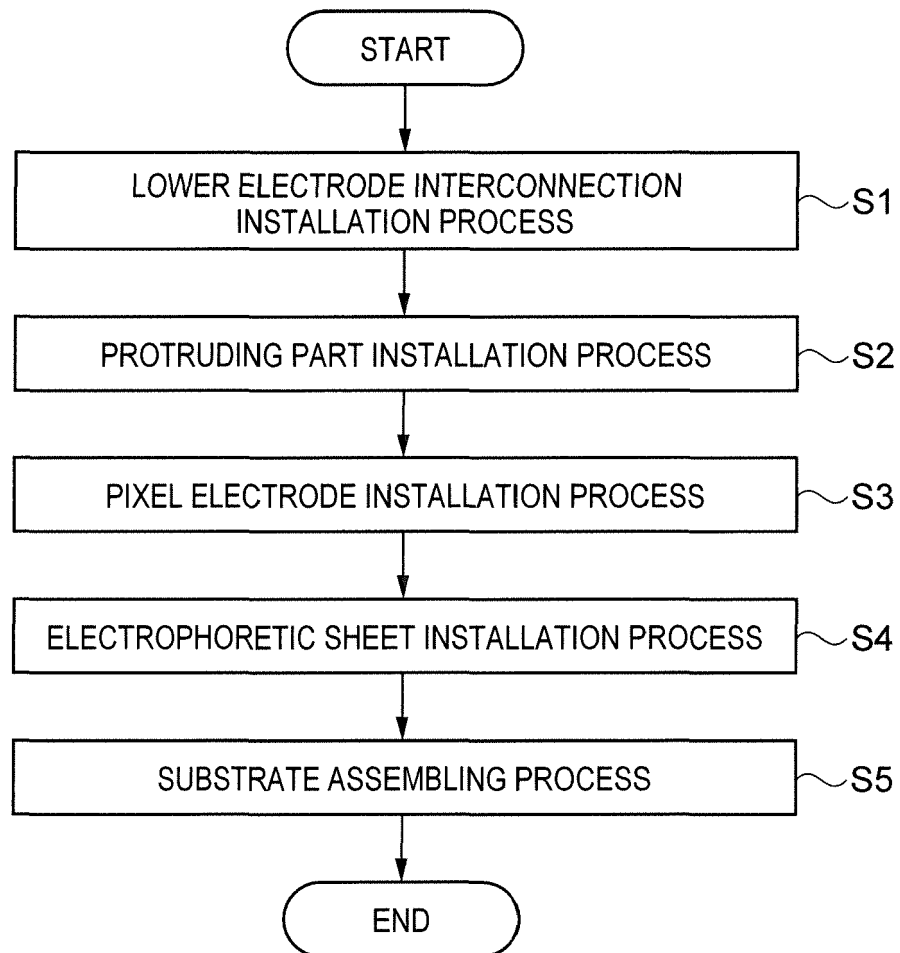 START
LOWER ELECTRODE INTERCONNECTION
INSTALLATION PROCESS
S1
PROTRUDING PART INSTALLATION PROCESS
S2
PIXEL ELECTRODE INSTALLATION PROCESS
S3
ELECTROPHORETIC SHEET INSTALLATION PROCESS
S4
SUBSTRATE ASSEMBLING PROCESS
S5
END